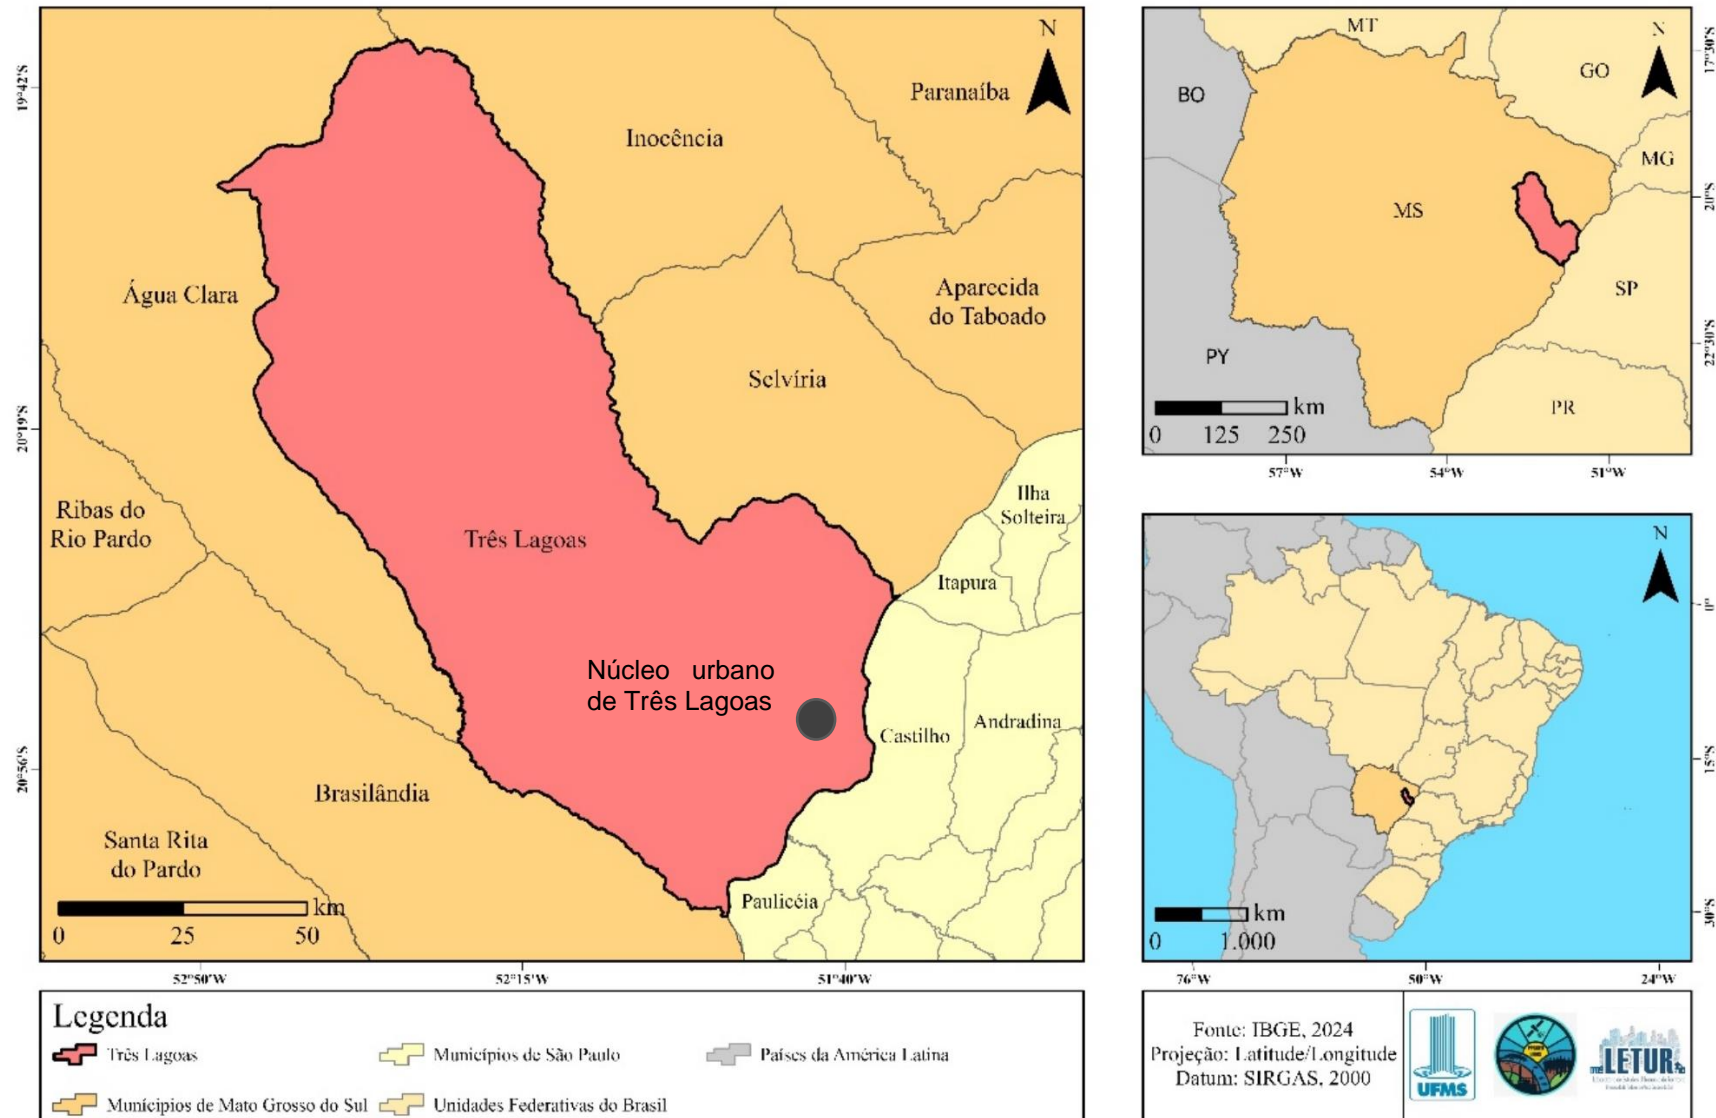 N
Paranaíba
Inocência
Água Clara
Aparecida
do Taboado
Selvíria
Ribas do
Rio Pardo
Três Lagoas
Ilha
Solteira
Itapura
Núcleo urbano
de Três Lagoas
Castilho
Andradina
Brasilândia
Santa Rita
do Pardo
Paulicéia
km
0 25 50
19°42'S
20°19'S
20°56'S
52°50'W 52°15'W 51°40'W
MT
N
GO
BO
MG
MS
SP
PY
PR
km
0 125 250
17°30'S
20°S
22°30'S
57°W 54°W 51°W
N
km
0 1.000
0°
15°S
30°S
76°W 50°W 24°W
Legenda
Três Lagoas
Municípios de São Paulo
Países da América Latina
Munícipios de Mato Grosso do Sul
Unidades Federativas do Brasil
Fonte: IBGE, 2024
Projeção: Latitude/Longitude
Datum: SIRGAS, 2000
UFMS
LETUR